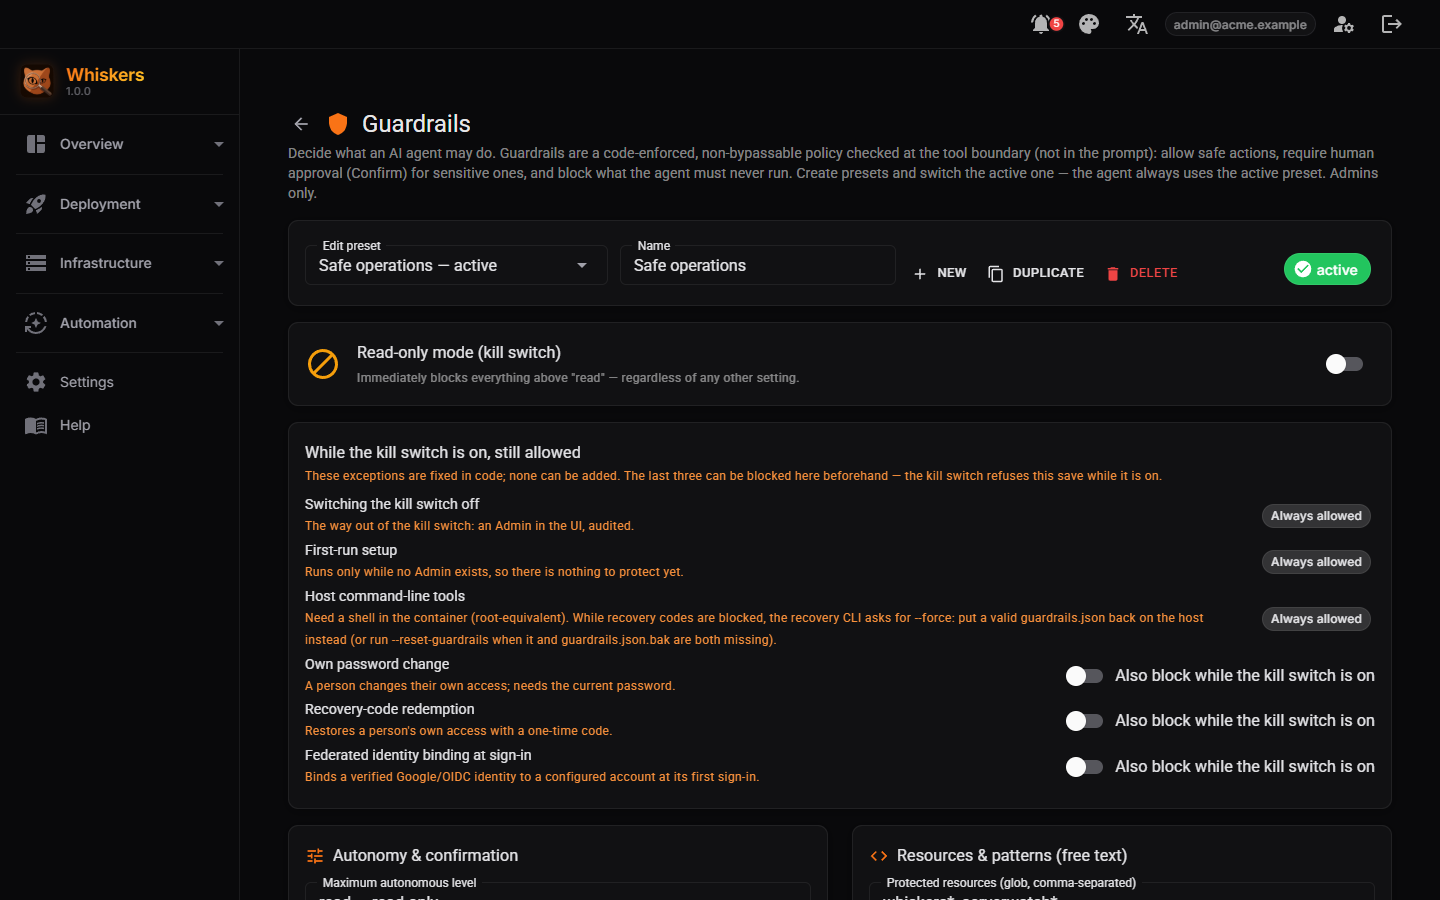 5
admin@acme.example
Whiskers
1.0.0
Overview
Deployment
Infrastructure
Automation
Settings
Help
Guardrails
Decide what an AI agent may do. Guardrails are a code-enforced, non-bypassable policy checked at the tool boundary (not in the prompt): allow safe actions, require human
approval (Confirm) for sensitive ones, and block what the agent must never run. Create presets and switch the active one — the agent always uses the active preset. Admins
only.
Edit preset
Safe operations — active
Name
Safe operations
NEW
DUPLICATE
DELETE
active
Read-only mode (kill switch)
Immediately blocks everything above "read" — regardless of any other setting.
While the kill switch is on, still allowed
These exceptions are fixed in code; none can be added. The last three can be blocked here beforehand — the kill switch refuses this save while it is on.
Switching the kill switch off
The way out of the kill switch: an Admin in the UI, audited.
Always allowed
First-run setup
Runs only while no Admin exists, so there is nothing to protect yet.
Always allowed
Host command-line tools
Need a shell in the container (root-equivalent). While recovery codes are blocked, the recovery CLI asks for --force: put a valid guardrails.json back on the host
instead (or run --reset-guardrails when it and guardrails.json.bak are both missing).
Always allowed
Own password change
A person changes their own access; needs the current password.
Also block while the kill switch is on
Recovery-code redemption
Restores a person's own access with a one-time code.
Also block while the kill switch is on
Federated identity binding at sign-in
Binds a verified Google/OIDC identity to a configured account at its first sign-in.
Also block while the kill switch is on
Autonomy & confirmation
Maximum autonomous level
Resources & patterns (free text)
Protected resources (glob, comma-separated)